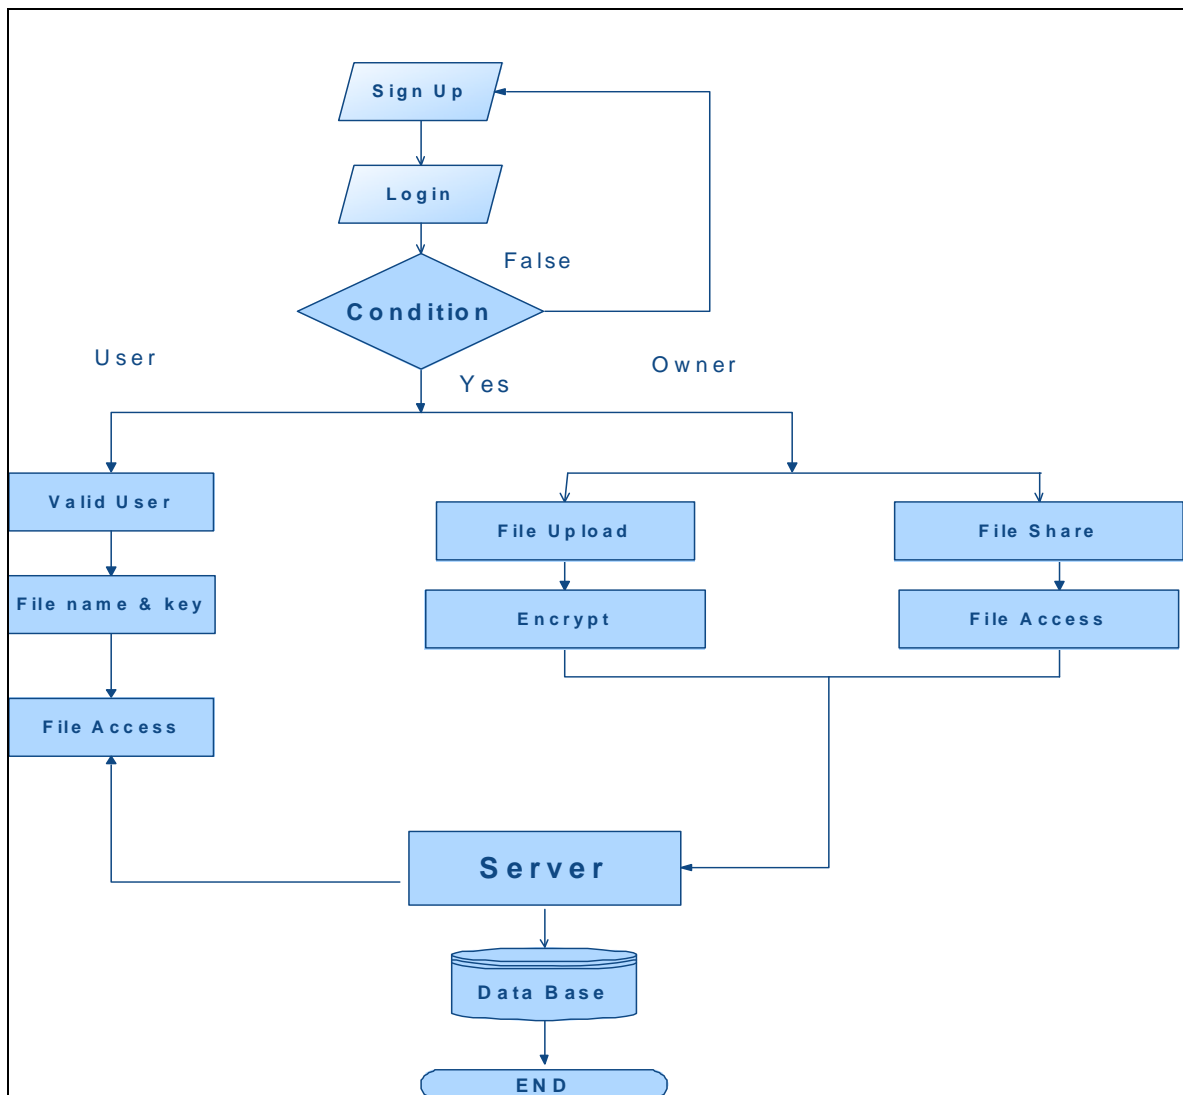 Sign Up
Login
False
Condition
User
Owner
Yes
Valid User
File Upload
File Share
File name & key
Encrypt
File Access
File Access
Server
Data Base
END